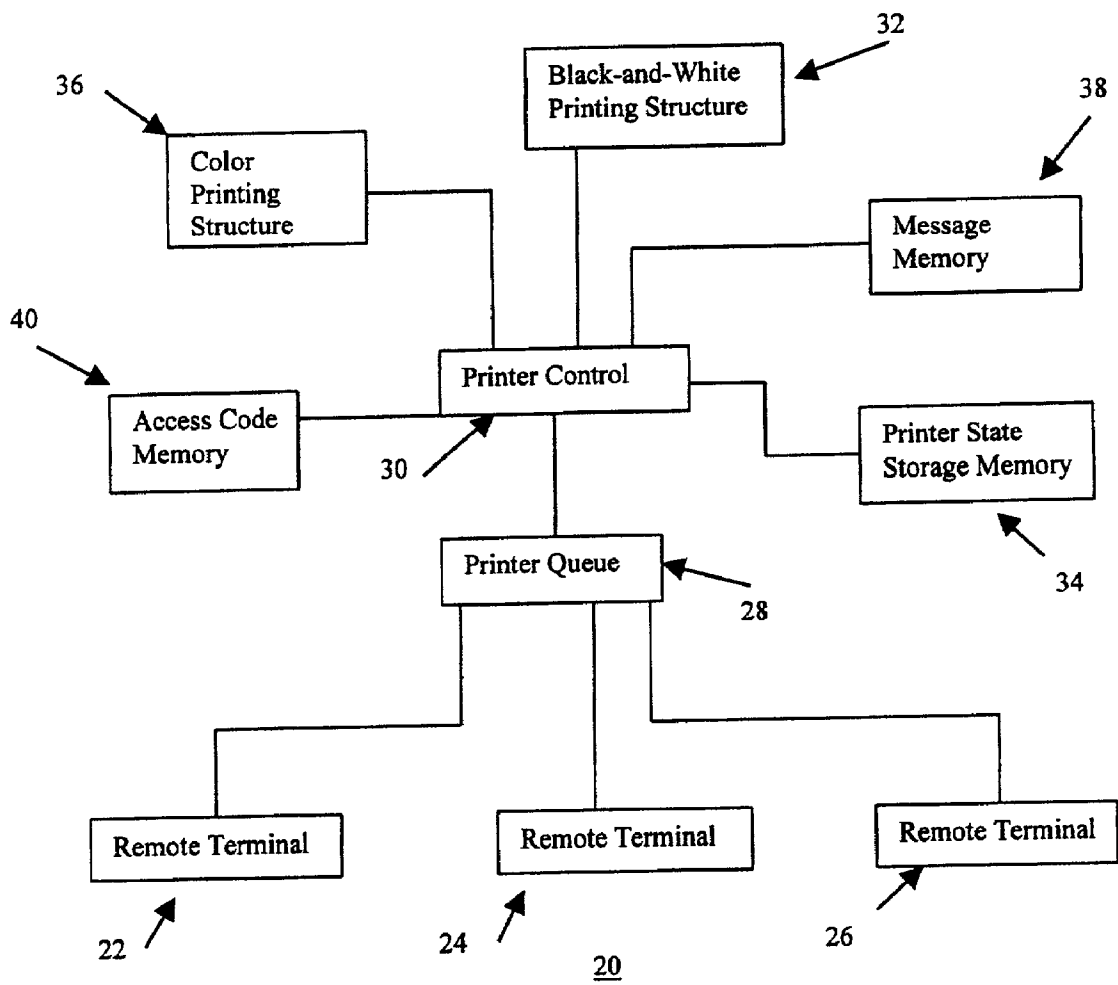 32
Black-and-White
Printing Structure
36
38
Color
Printing
Structure
Message
Memory
40
Printer Control
Access Code
Memory
30
Printer State
Storage Memory
Printer Queue
28
34
Remote Terminal
Remote Terminal
Remote Terminal
22
24
26
20